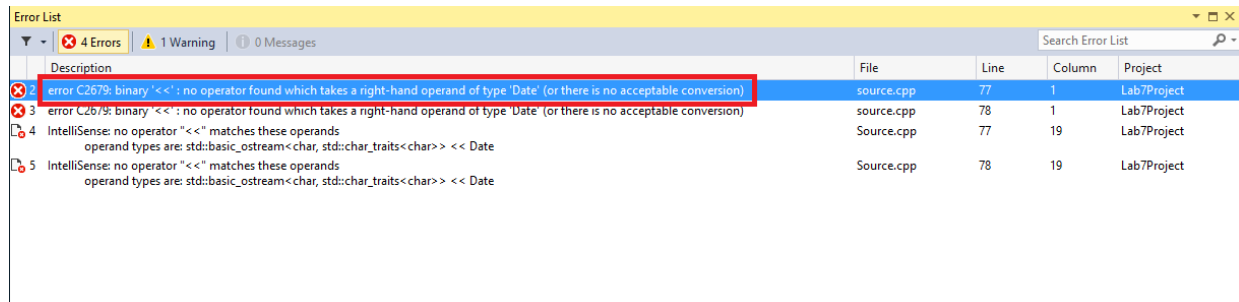 Error List
4 Errors 1 Warning 0 Messages Search Error List
Description File Line Column Project
2 error C2679: binary '<<' : no operator found which takes a right-hand operand of type 'Date' (or there is no acceptable conversion) source.cpp 77 1 Lab7Project
3 error C2679: binary '<<' : no operator found which takes a right-hand operand of type 'Date' (or there is no acceptable conversion) source.cpp 78 1 Lab7Project
4 IntelliSense: no operator "<<" matches these operands Source.cpp 77 19 Lab7Project
operand types are: std::basic_ostream<char, std::char_traits<char>> << Date
5 IntelliSense: no operator "<<" matches these operands Source.cpp 78 19 Lab7Project
operand types are: std::basic_ostream<char, std::char_traits<char>> << Date